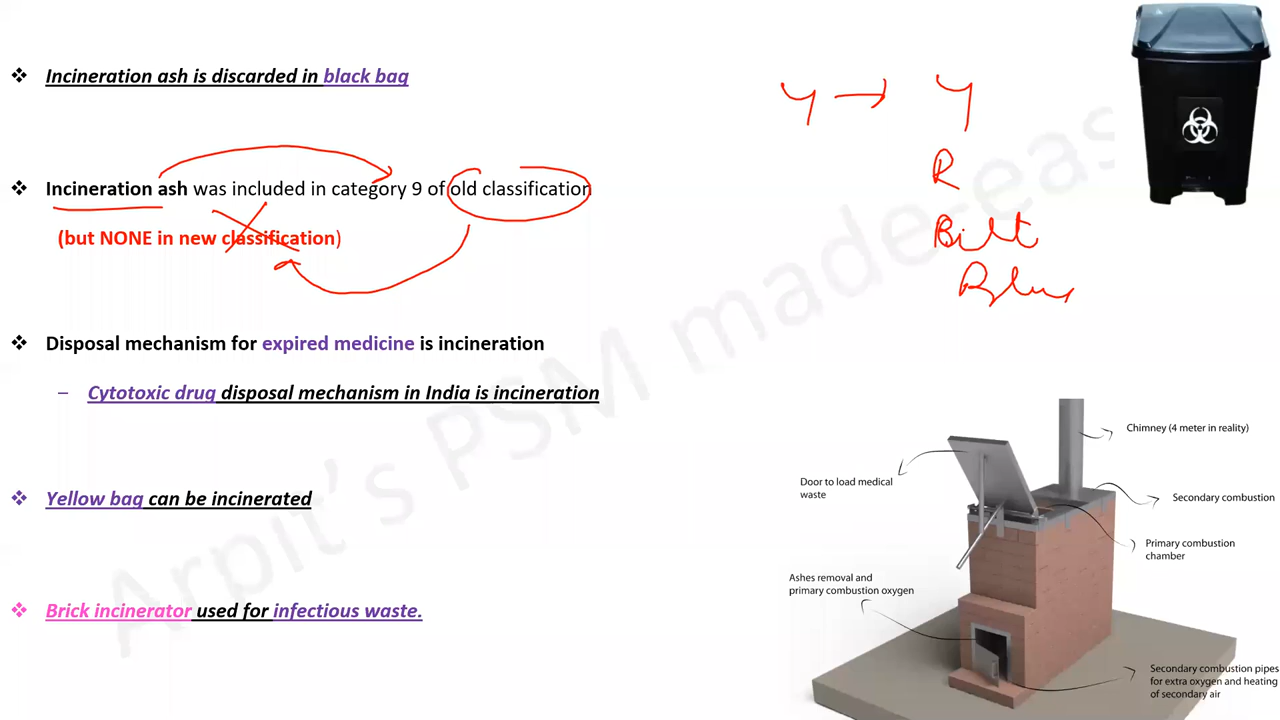 ❖ Incineration ash is discarded in black bag
❖ Incineration ash was included in category 9 of old classification
(but NONE in new classification)
❖ Disposal mechanism for expired medicine is incineration
– Cytotoxic drug disposal mechanism in India is incineration
❖ Yellow bag can be incinerated
❖ Brick incinerator used for infectious waste.
Y → Y
R
Chimney (4 meter in reality)
Door to load medical
waste
Secondary combustion
Primary combustion
chamber
Ashes removal and
primary combustion oxygen
Secondary combustion pipes
for extra oxygen and heating
of secondary air
Arpit's PSM made eas